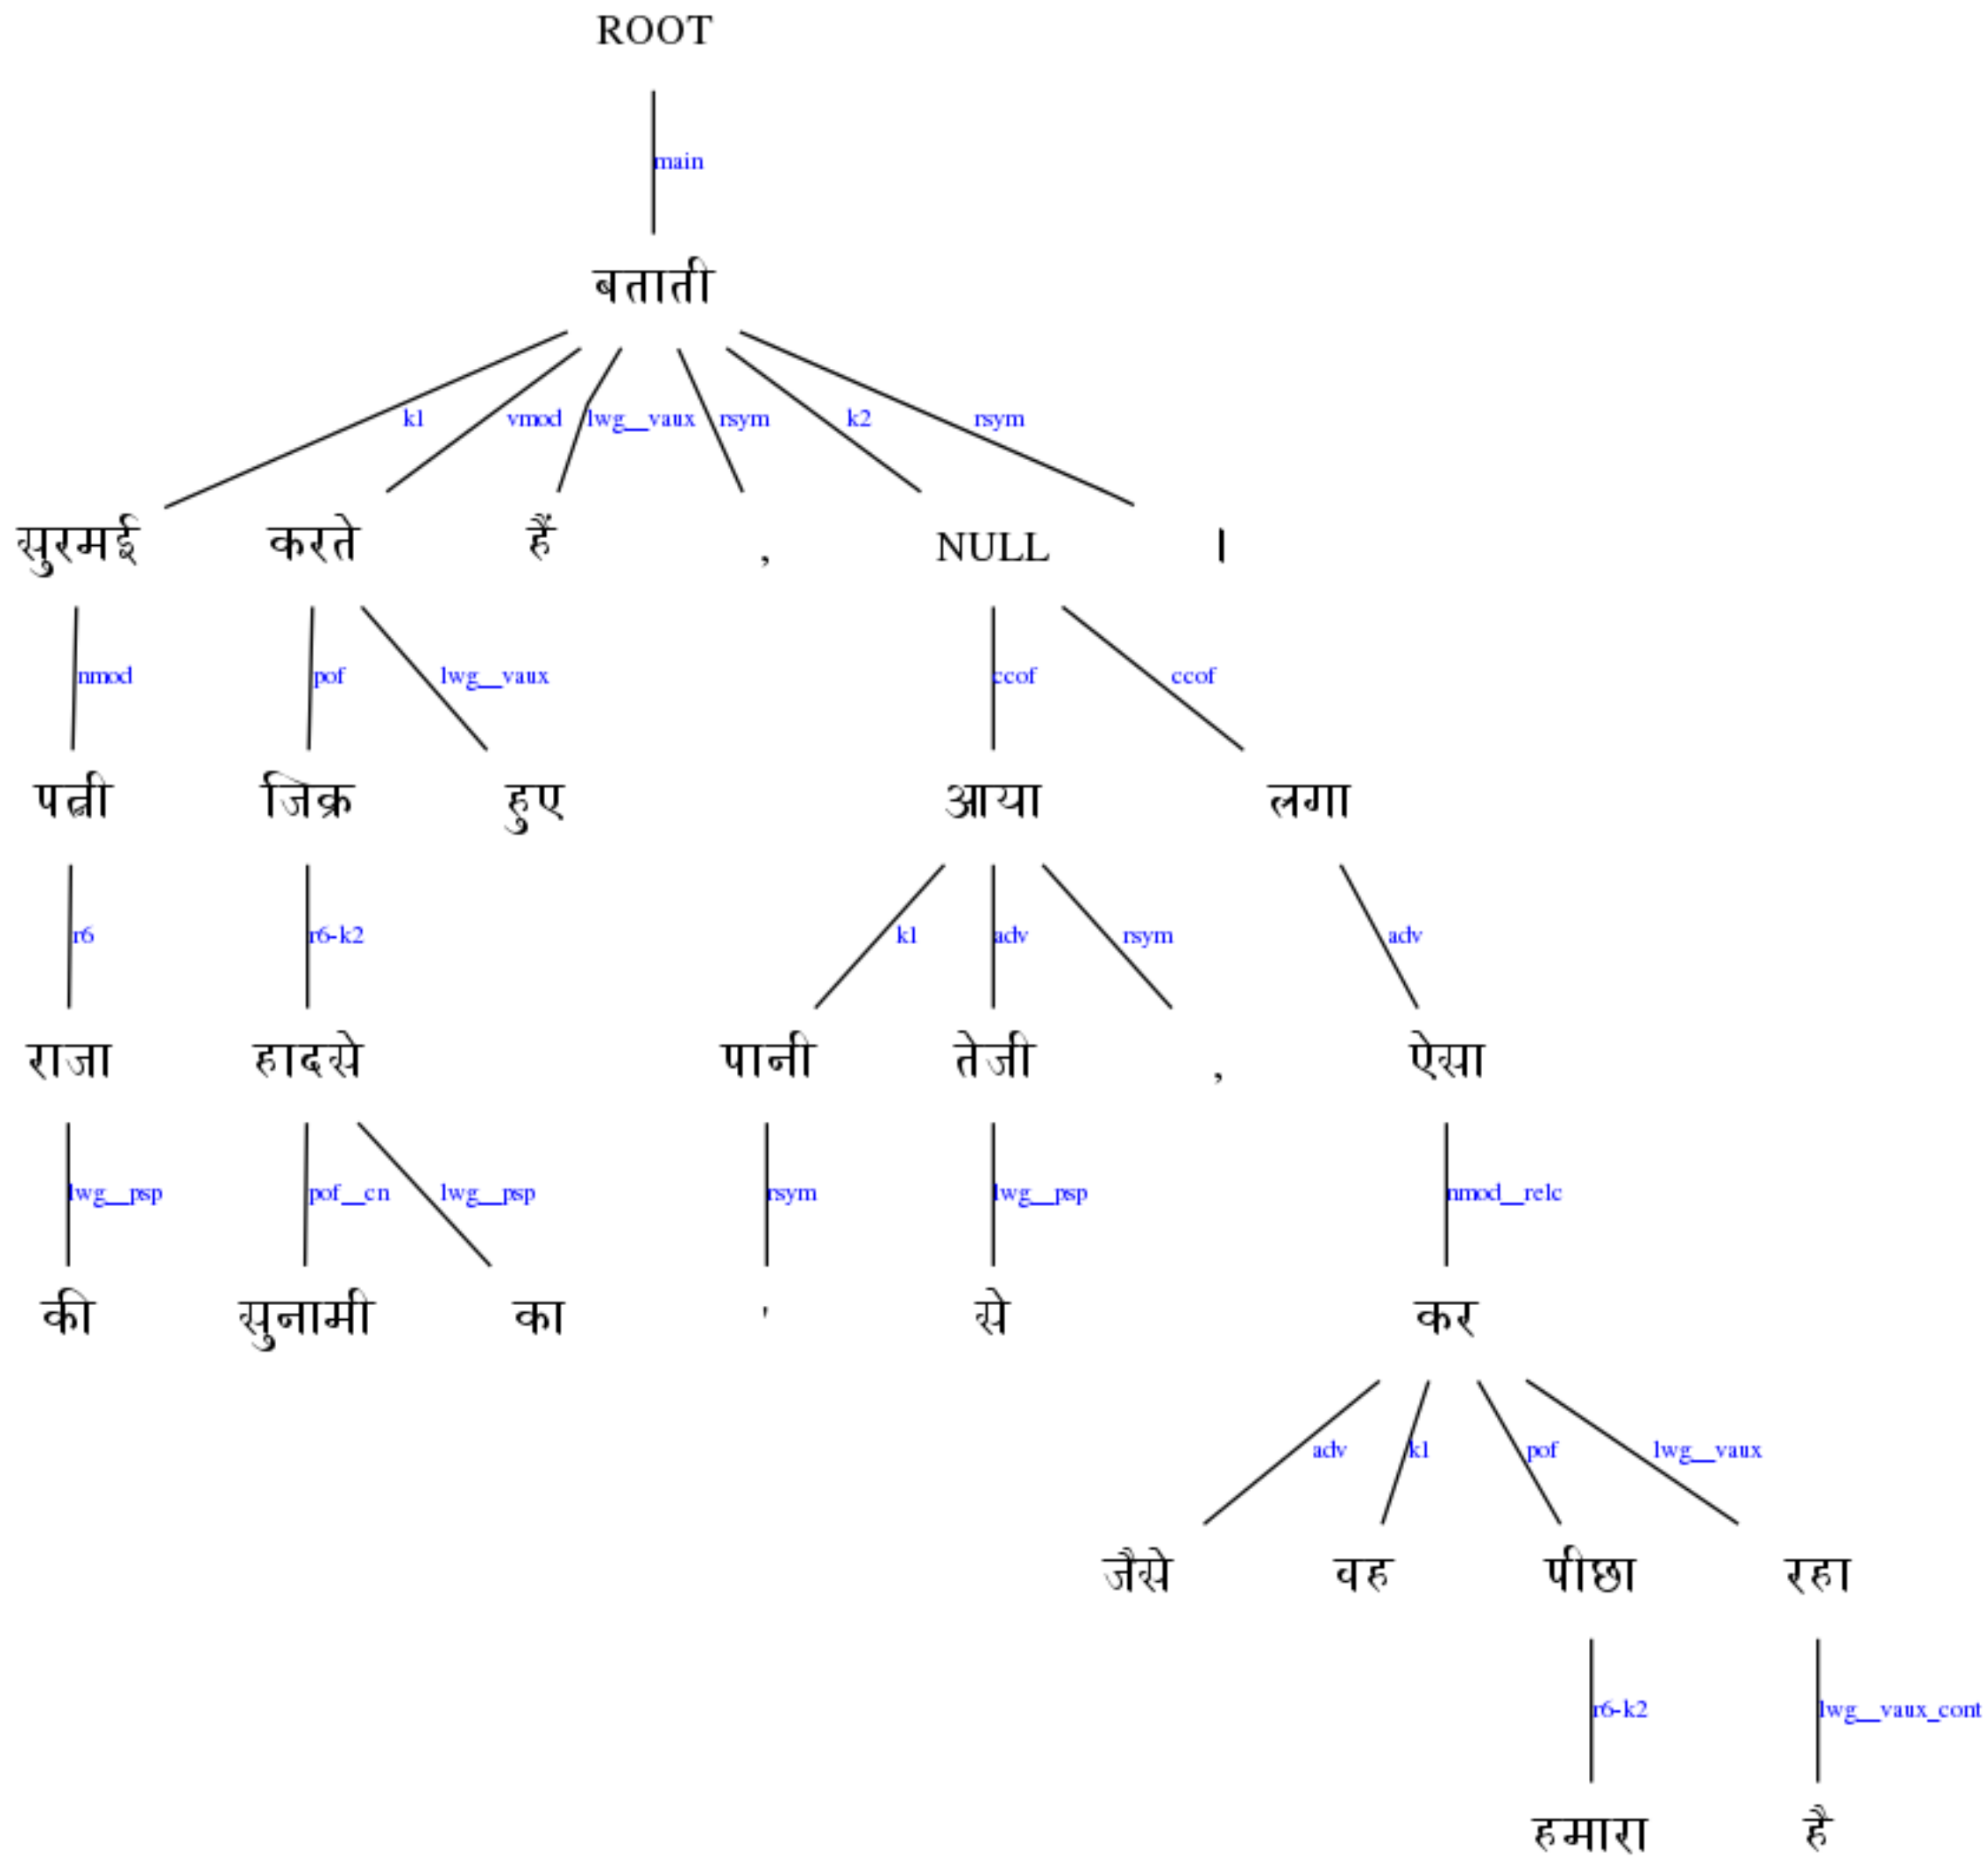 ROOT
main
बताती
k1 vmod lwg__vaux rsym k2 rsym
सुरमई करते हैं , NULL ।
nmod pof lwg__vaux ccof ccof
पत्नी जिक्र हुए आया लगा
r6 r6-k2 k1 adv rsym adv
राजा हादसे पानी तेजी , ऐसा
lwg__psp pof__cn lwg__psp rsym lwg__psp nmod__relc
की सुनामी का ' से कर
adv k1 pof lwg__vaux
जैसे वह पीछा रहा
r6-k2 lwg__vaux_cont
हमारा है